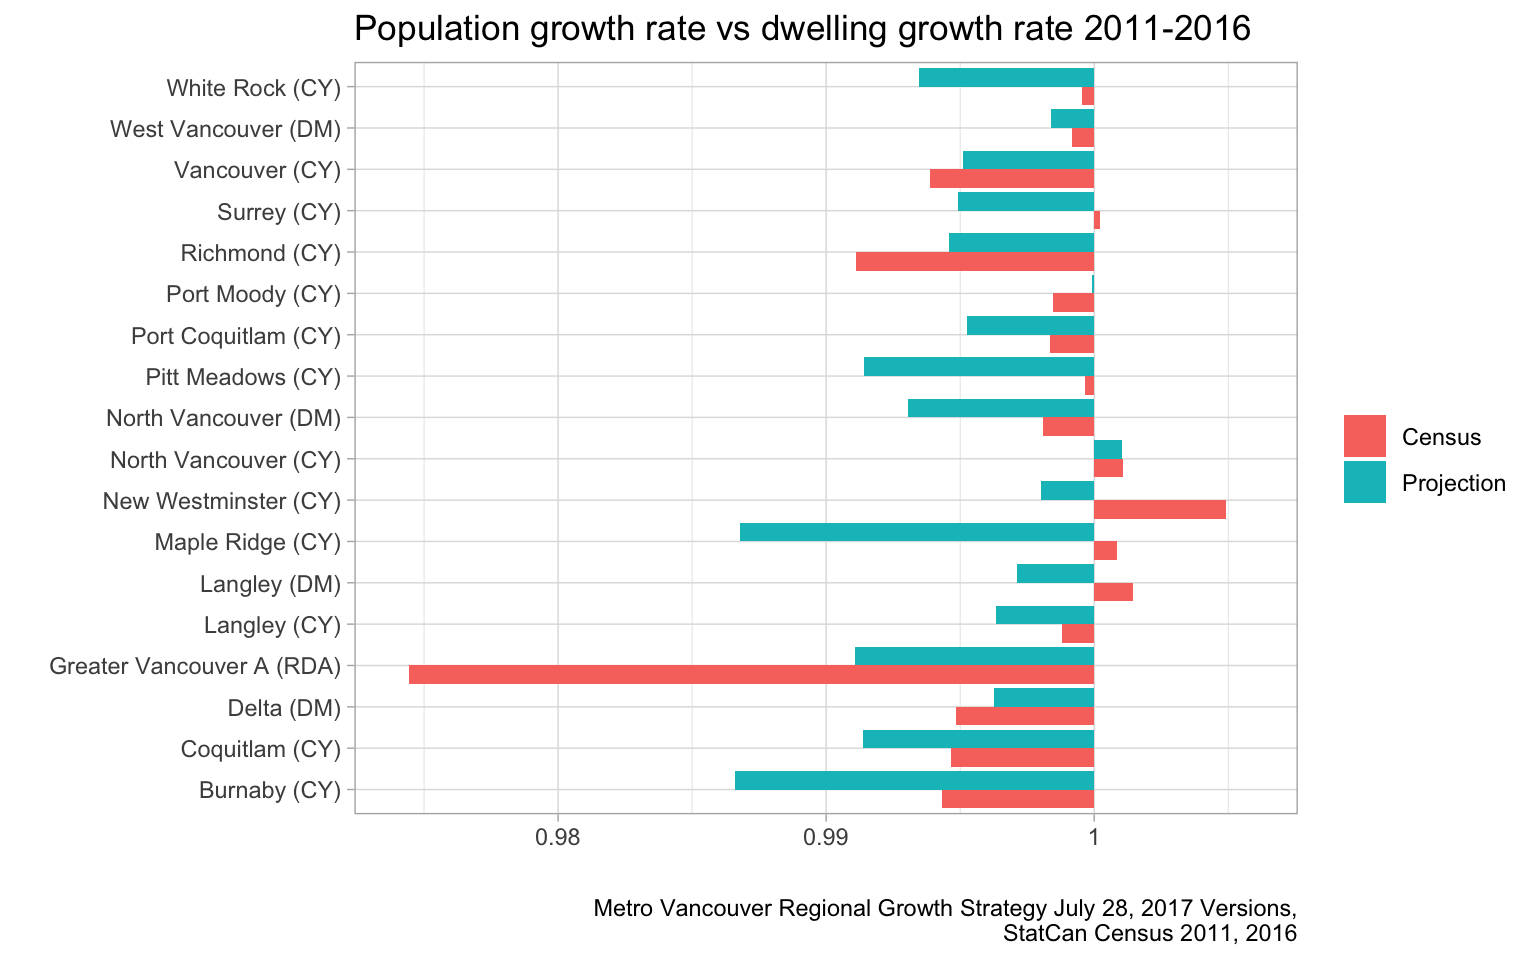 Population growth rate vs dwelling growth rate 2011-2016
White Rock (CY)
West Vancouver (DM)
Vancouver (CY)
Surrey (CY)
Richmond (CY)
Port Moody (CY)
Port Coquitlam (CY)
Pitt Meadows (CY)
North Vancouver (DM)
North Vancouver (CY)
New Westminster (CY)
Maple Ridge (CY)
Langley (DM)
Langley (CY)
Greater Vancouver A (RDA)
Delta (DM)
Coquitlam (CY)
Burnaby (CY)
0.98 0.99 1
Census
Projection
Metro Vancouver Regional Growth Strategy July 28, 2017 Versions,
StatCan Census 2011, 2016